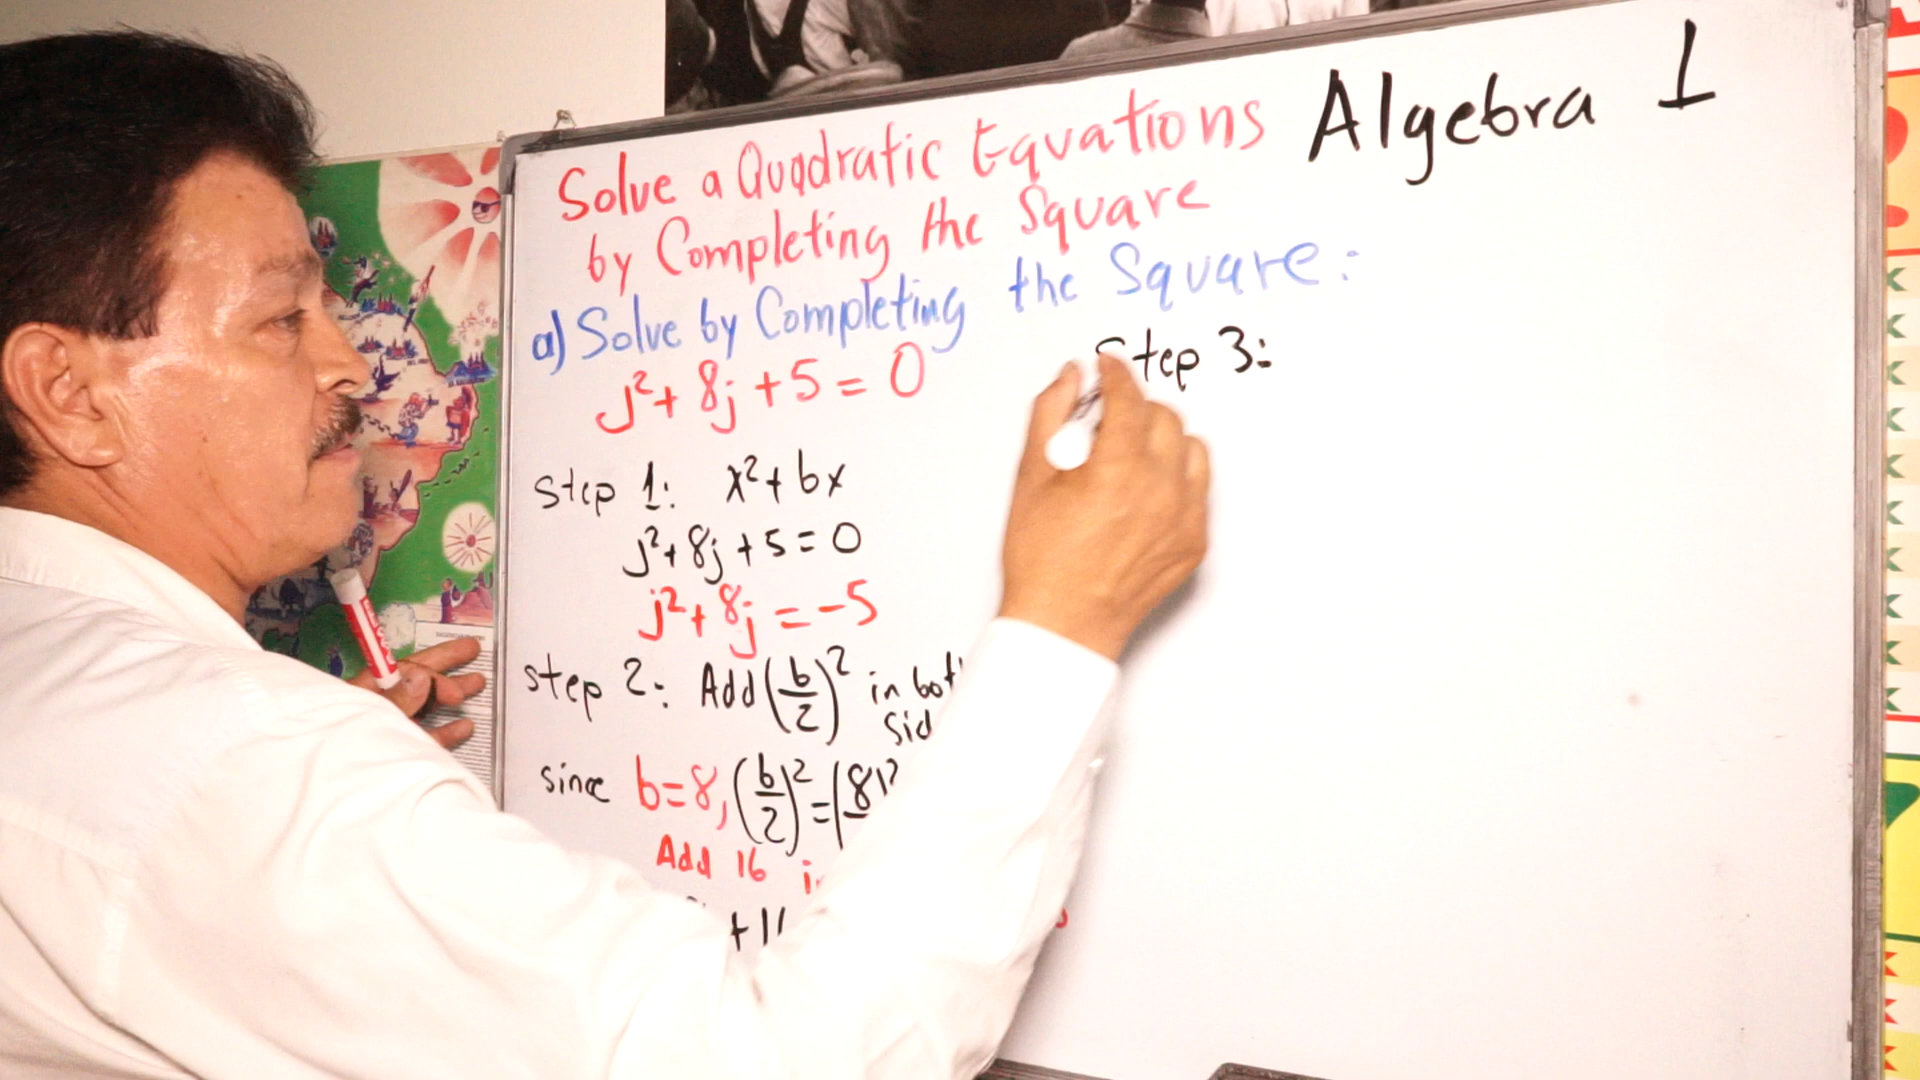 Solve a Quadratic Equations
by Completing the Square
Algebra 1
a) Solve by Completing the Square:
j²+ 8j +5 = 0
step 1: x²+ bx
j²+ 8j +5 = 0
j²+ 8j = -5
step 2: Add (b/2)² in
since b=8, (b/2)² = (8
Add 16
Step 3: